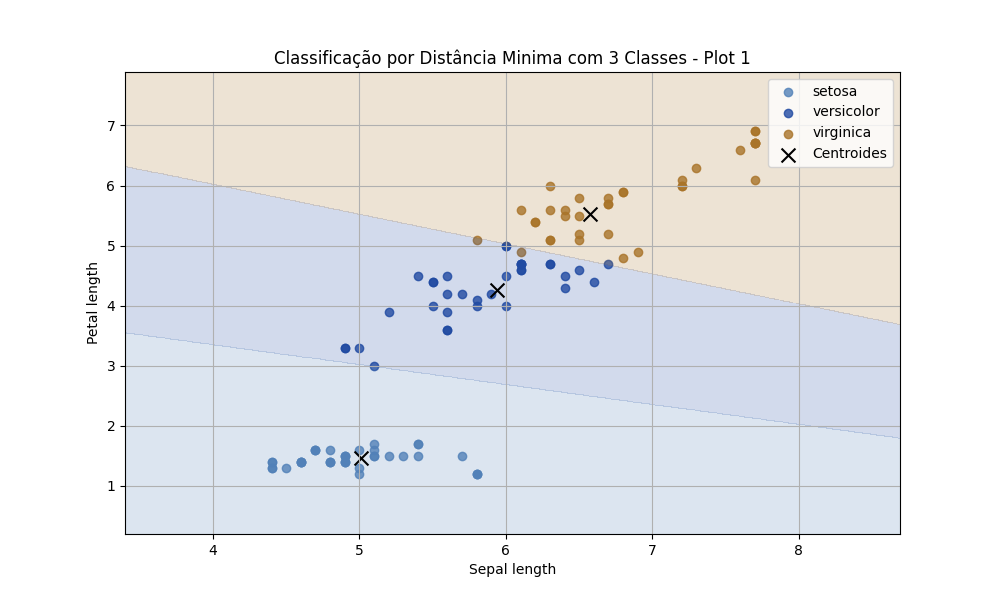 Classificação por Distância Minima com 3 Classes - Plot 1
setosa
versicolor
virginica
Centroides
Petal length
7
6
5
4
3
2
1
4 5 6 7 8
Sepal length